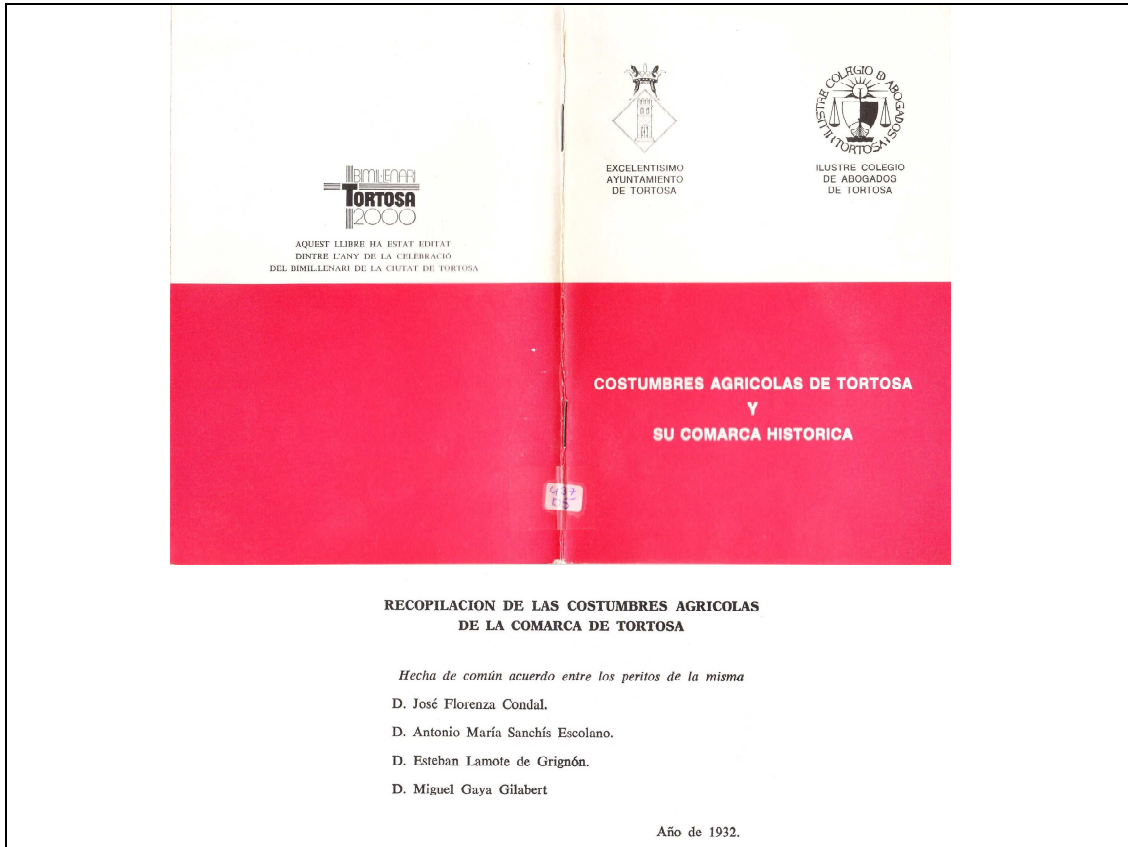 BIMIL·LENARI
TORTOSA
2000
AQUEST LLIBRE HA ESTAT EDITAT
DINTRE L'ANY DE LA CELEBRACIÓ
DEL BIMIL.LENARI DE LA CIUTAT DE TORTOSA
EXCELENTISIMO
AYUNTAMIENTO
DE TORTOSA
ILUSTRE COLEGIO D ABOGADOS
TORTOSA
ILUSTRE COLEGIO
DE ABOGADOS
DE TORTOSA
COSTUMBRES AGRICOLAS DE TORTOSA
Y
SU COMARCA HISTORICA
RECOPILACION DE LAS COSTUMBRES AGRICOLAS
DE LA COMARCA DE TORTOSA
Hecha de común acuerdo entre los peritos de la misma
D. José Florenza Condal.
D. Antonio María Sanchís Escolano.
D. Esteban Lamote de Grignón.
D. Miguel Gaya Gilabert
Año de 1932.